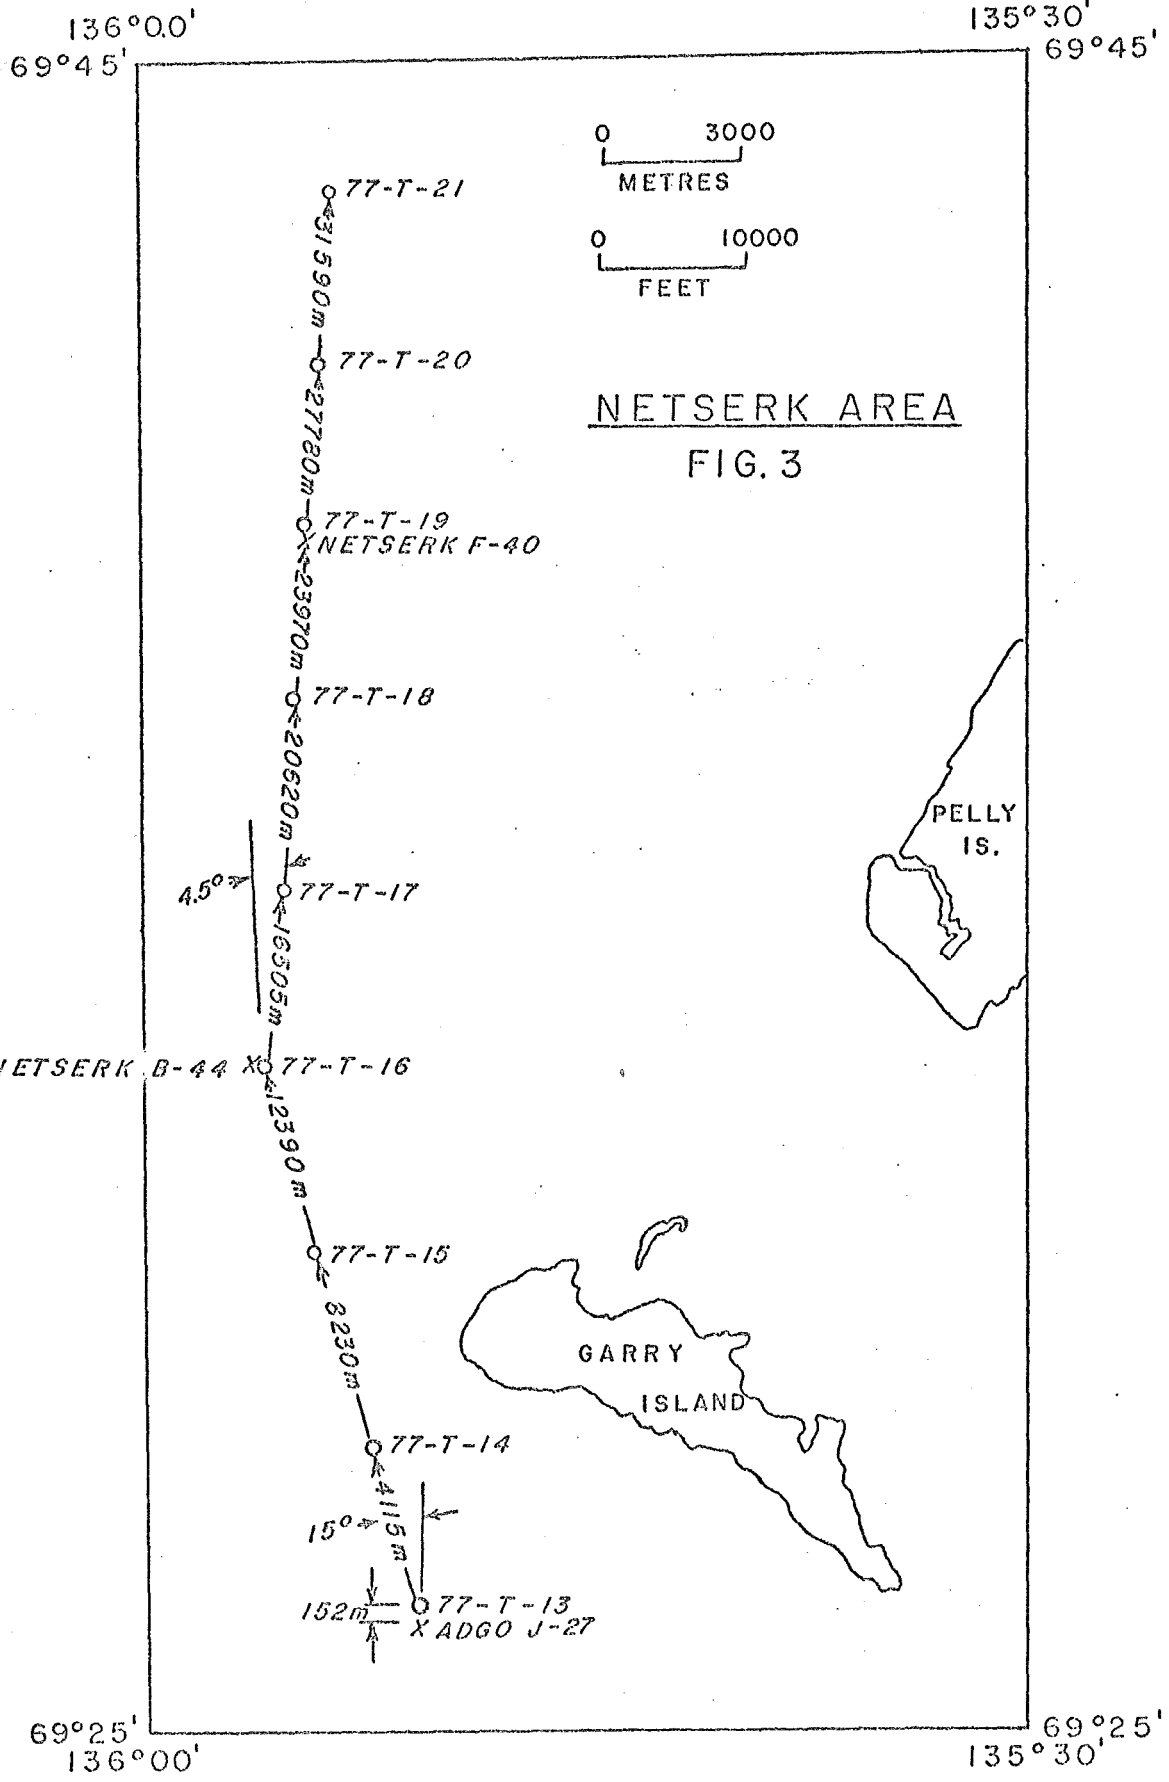 136°00'
135°30'
69°45'
69°45'
0 3000
METRES
0 10000
FEET
77-T-21
31590m
77-T-20
27780m
NETSERK AREA
FIG. 3
77-T-19
NETSERK F-40
23970m
77-T-18
20620m
PELLY
IS.
4.5°
77-T-17
16505m
ETSERK B-44 X 77-T-16
12390m
77-T-15
8230m
GARRY
ISLAND
77-T-14
4115m
15°
152m
77-T-13
X ADGO J-27
69°25'
69°25'
136°00'
135°30'